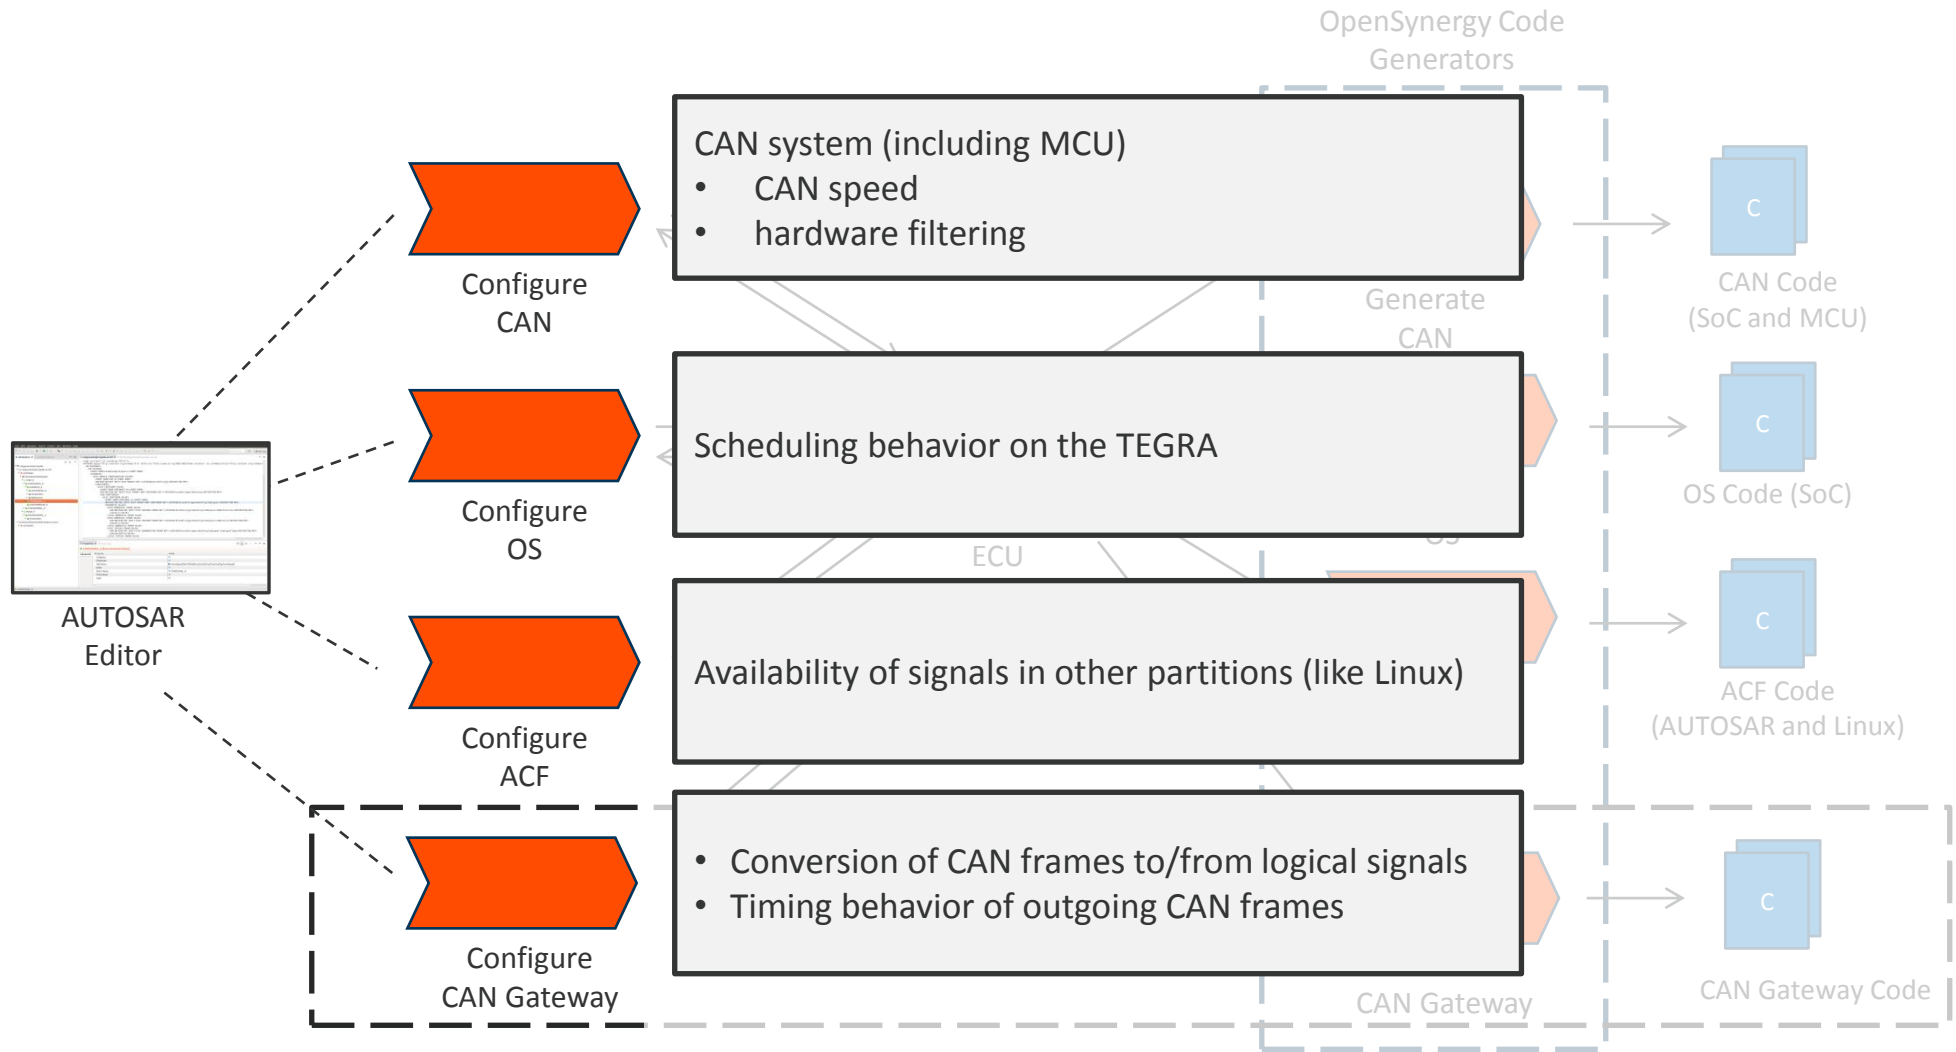 OpenSynergy Code
Generators
CAN system (including MCU)
• CAN speed
• hardware filtering
Configure
CAN
Generate
CAN
C
CAN Code
(SoC and MCU)
Scheduling behavior on the TEGRA
Configure
OS
ECU
OS
C
OS Code (SoC)
AUTOSAR
Editor
Availability of signals in other partitions (like Linux)
Configure
ACF
C
ACF Code
(AUTOSAR and Linux)
• Conversion of CAN frames to/from logical signals
• Timing behavior of outgoing CAN frames
Configure
CAN Gateway
CAN Gateway
C
CAN Gateway Code